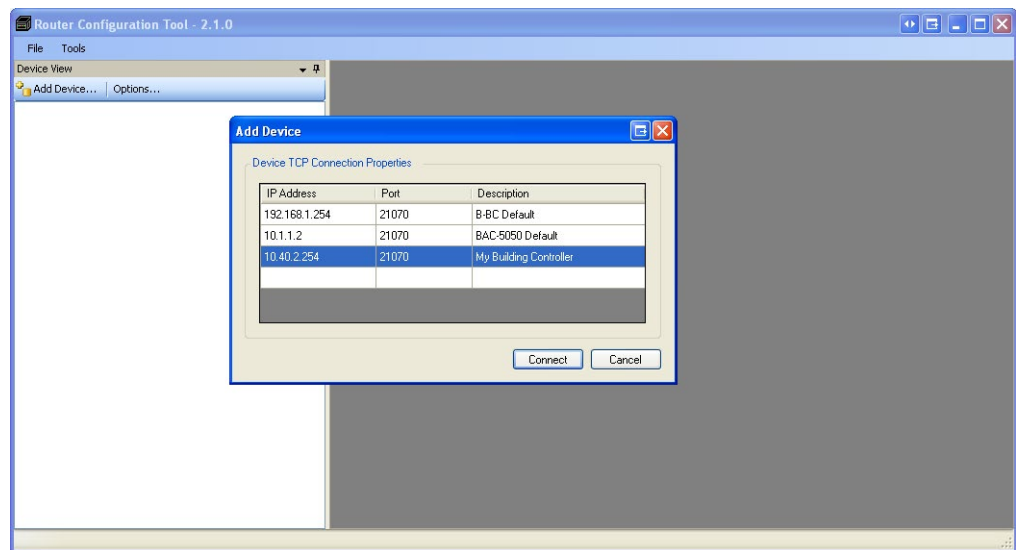 Router Configuration Tool - 2.1.0
File Tools
Device View
Add Device... Options...
Add Device
Device TCP Connection Properties
IP Address Port Description
192.168.1.254 21070 B-BC Default
10.1.1.2 21070 BAC-5050 Default
10.40.2.254 21070 My Building Controller
Connect Cancel